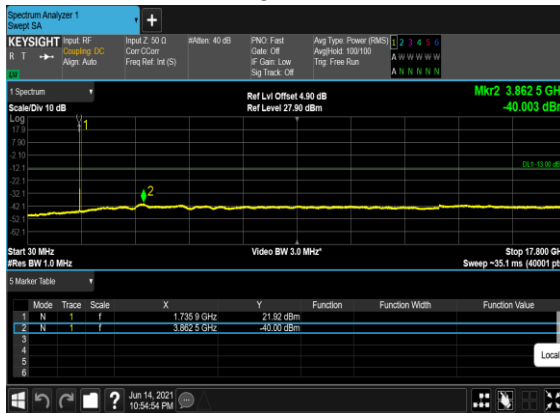 Spectrum Analyzer 1
Swept SA
+
KEYSIGHT Input: RF Input Z: 50 Ω #Atten: 40 dB PNO: Fast Avg Type: Power (RMS) 1 2 3 4 5 6
R T Coupling: DC Corr CCorr Gate: Off Avg|Hold: 100/100 A W W W W W
Align: Auto Freq Ref: Int (S) IF Gain: Low Trig: Free Run
Sig Track: Off A N N N N N
1 Spectrum Ref Lvl Offset 4.90 dB Mkr2 3.862 5 GH
Scale/Div 10 dB Ref Level 27.90 dBm -40.003 dBr
Log
17.9
7.90
-2.10
-12.1
-22.1
-32.1
-42.1
-52.1
-62.1
1
2
DL1 -13.00 dB
Start 30 MHz Video BW 3.0 MHz* Stop 17.800 GH
#Res BW 1.0 MHz Sweep ~35.1 ms (40001 pt
5 Marker Table
Mode Trace Scale X Y Function Function Width Function Value
1 N 1 f 1.735 9 GHz 21.92 dBm
2 N 1 f 3.862 5 GHz -40.00 dBm
3
4
5
6
Local
?
Jun 14, 2021
10:54:54 PM